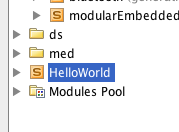 modularEmbedded
ds
med
S HelloWorld
Modules Pool